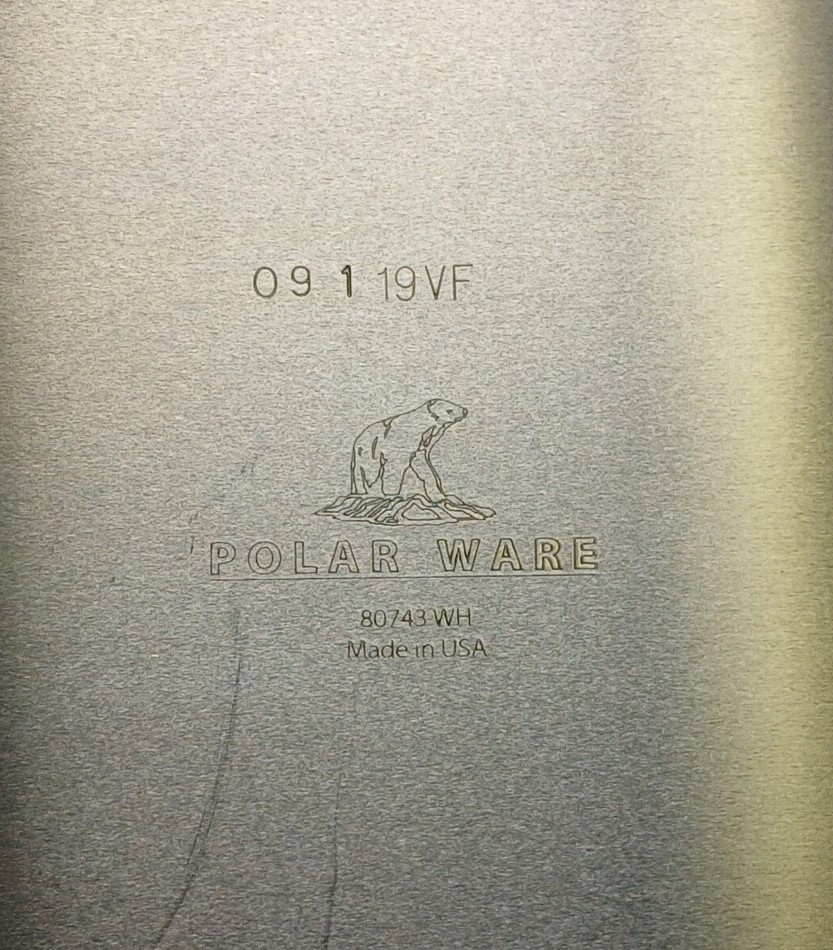 09 1 19VF
POLAR WARE
80743-WH
Made in USA